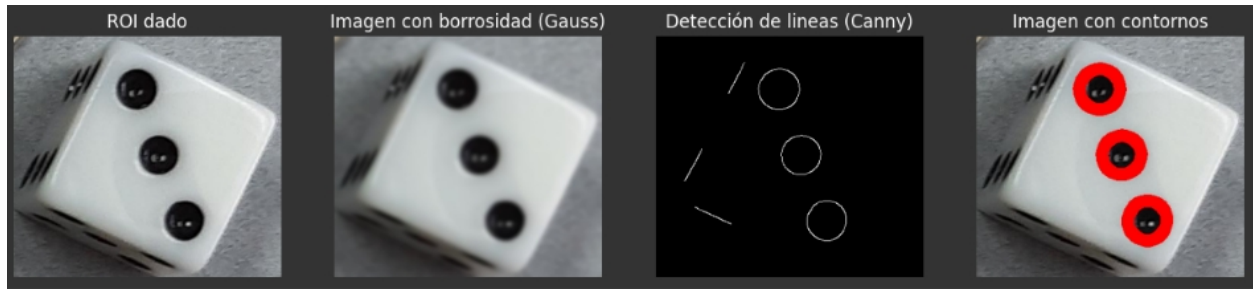 ROI dado
Imagen con borrosidad (Gauss)
Detección de lineas (Canny)
Imagen con contornos